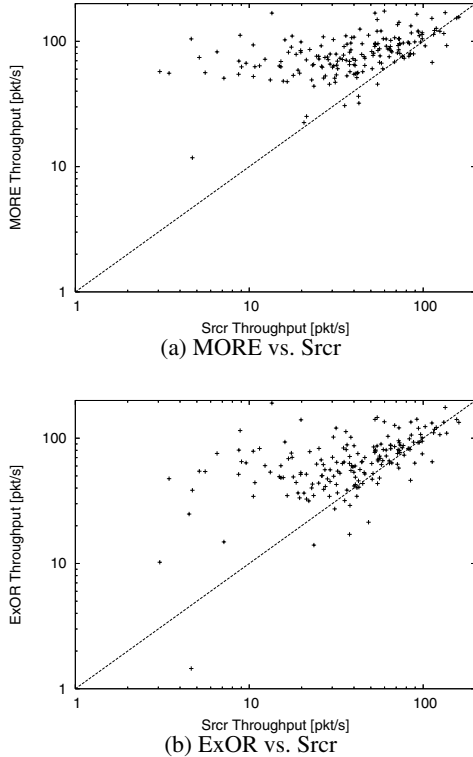 100
10
1
1
10
100
MORE Throughput [pkt/s]
Srcr Throughput [pkt/s]
(a) MORE vs. Srcr
100
10
1
1
10
100
ExOR Throughput [pkt/s]
Srcr Throughput [pkt/s]
(b) ExOR vs. Srcr